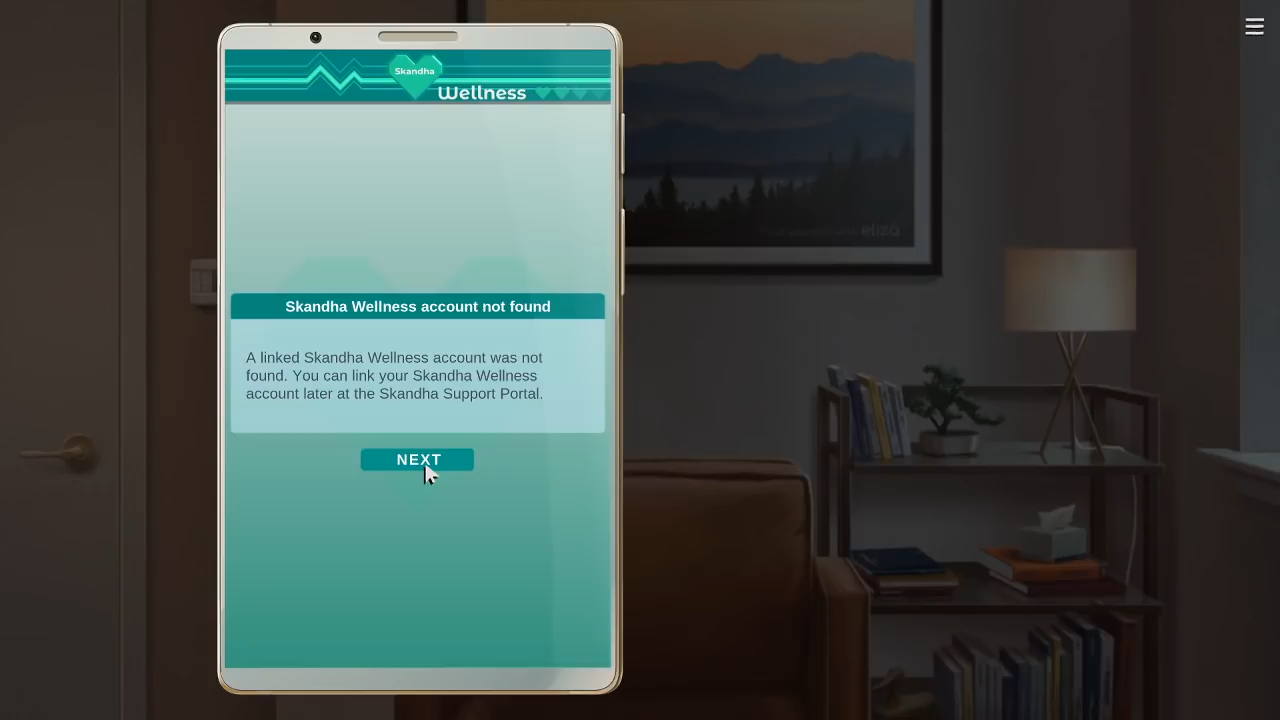 Skandha
Wellness
eliza
Skandha Wellness account not found
A linked Skandha Wellness account was not
found. You can link your Skandha Wellness
account later at the Skandha Support Portal.
NEXT